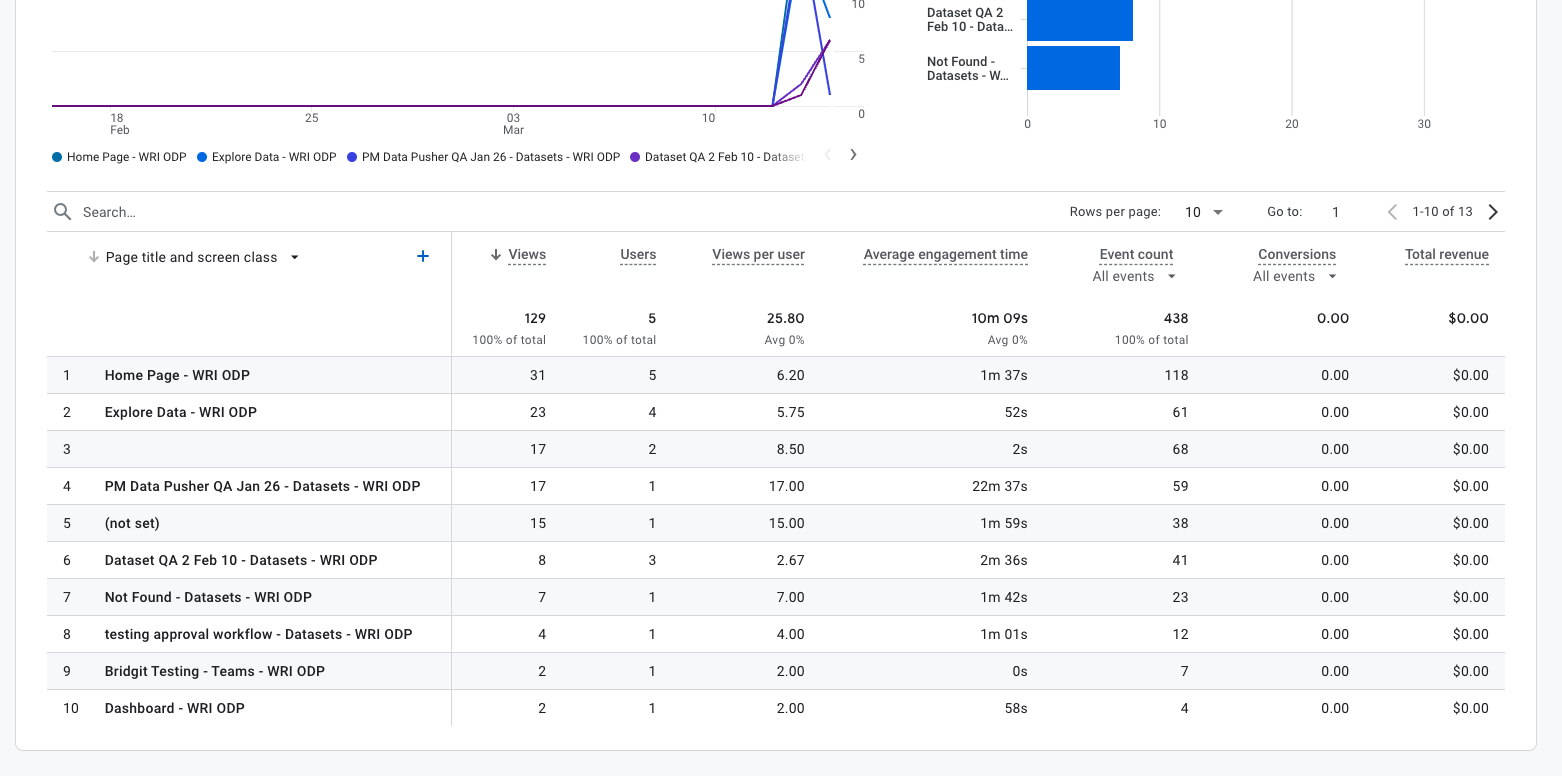 10
5
0
18
Feb
25
03
Mar
10
Home Page - WRI ODP
Explore Data - WRI ODP
PM Data Pusher QA Jan 26 - Datasets - WRI ODP
Dataset QA 2 Feb 10 - Dataset
Dataset QA 2
Feb 10 - Data...
Not Found -
Datasets - W...
0 10 20 30
Search...
Rows per page: 10 Go to: 1 1-10 of 13
Page title and screen class + Views Users Views per user Average engagement time Event count Conversions Total revenue
All events All events
129 5 25.80 10m 09s 438 0.00 $0.00
100% of total 100% of total Avg 0% Avg 0% 100% of total
1 Home Page - WRI ODP 31 5 6.20 1m 37s 118 0.00 $0.00
2 Explore Data - WRI ODP 23 4 5.75 52s 61 0.00 $0.00
3 17 2 8.50 2s 68 0.00 $0.00
4 PM Data Pusher QA Jan 26 - Datasets - WRI ODP 17 1 17.00 22m 37s 59 0.00 $0.00
5 (not set) 15 1 15.00 1m 59s 38 0.00 $0.00
6 Dataset QA 2 Feb 10 - Datasets - WRI ODP 8 3 2.67 2m 36s 41 0.00 $0.00
7 Not Found - Datasets - WRI ODP 7 1 7.00 1m 42s 23 0.00 $0.00
8 testing approval workflow - Datasets - WRI ODP 4 1 4.00 1m 01s 12 0.00 $0.00
9 Bridgit Testing - Teams - WRI ODP 2 1 2.00 0s 7 0.00 $0.00
10 Dashboard - WRI ODP 2 1 2.00 58s 4 0.00 $0.00